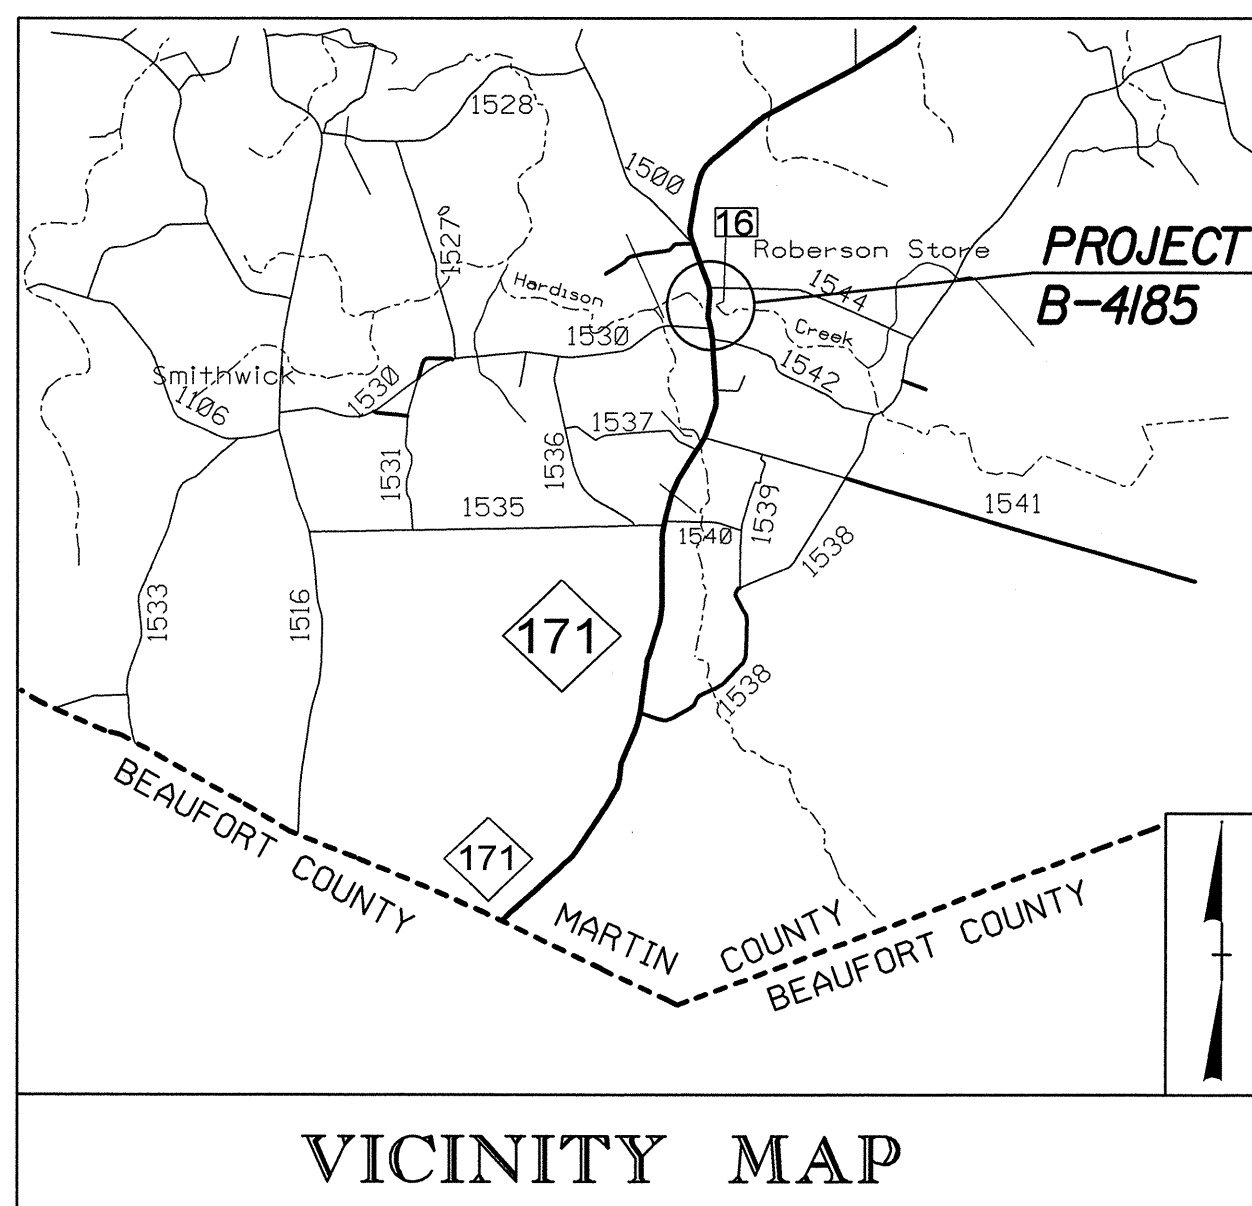 1528
1500
1527
16
Roberson Store
PROJECT
B-4185
Hardison
1544
1530
Creek
1542
Smithwick
1106
1530
1537
1536
1531
1535
1539
1541
1540
1538
1533
1516
171
1538
BEAUFORT COUNTY
171
MARTIN COUNTY
BEAUFORT COUNTY
VICINITY MAP